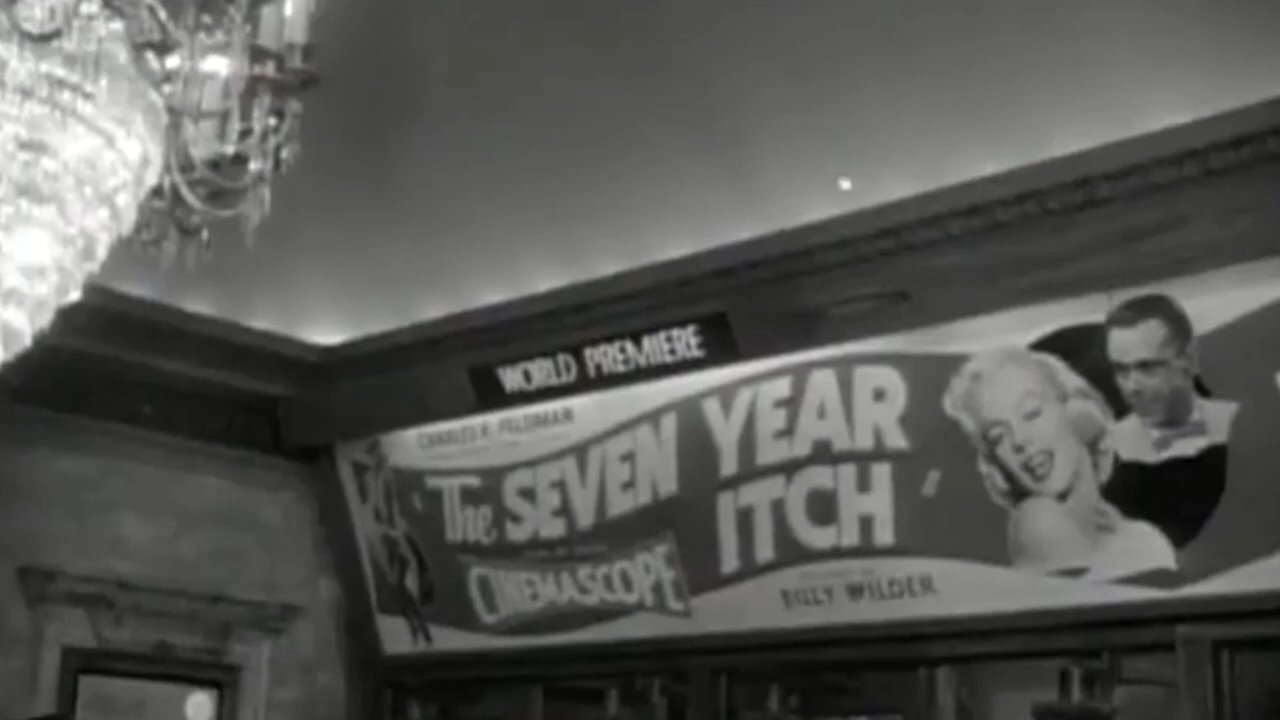 WORLD PREMIERE
CHARLES K. FELDMAN
The SEVEN YEAR
ITCH
CINEMASCOPE
BILLY WILDER